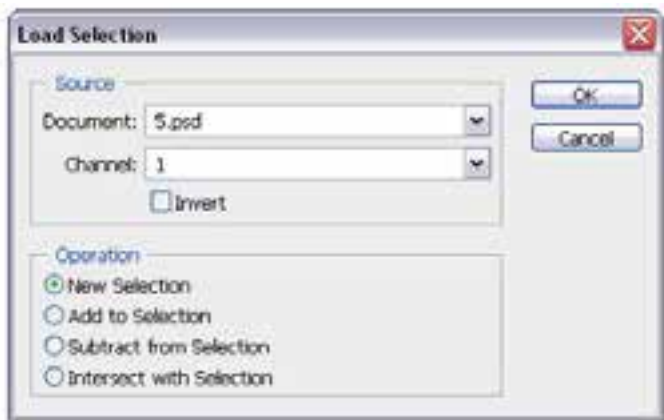 Load Selection
Source
Document: 5.psd
Channel: 1
Invert
OK
Cancel
Operation
New Selection
Add to Selection
Subtract from Selection
Intersect with Selection